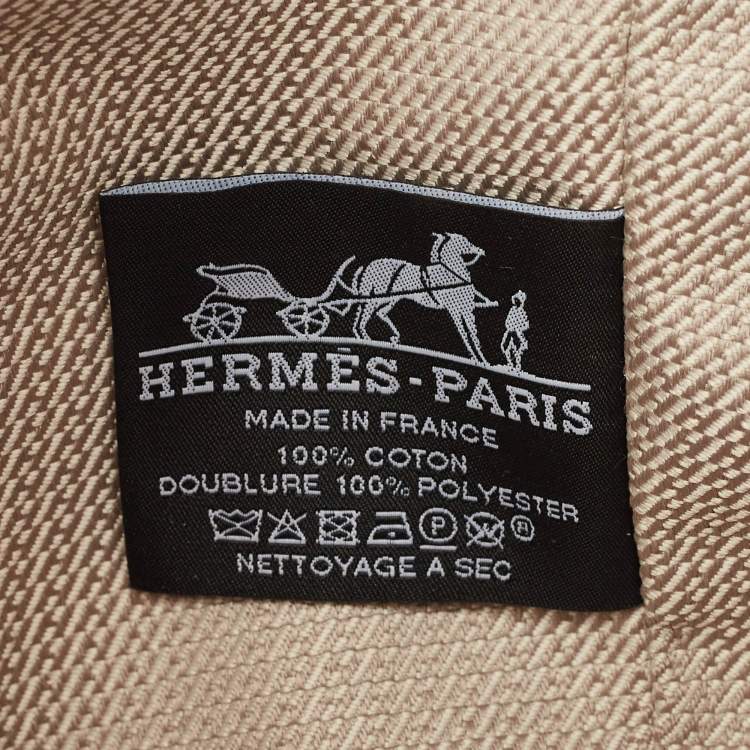 HERMÈS-PARIS
MADE IN FRANCE
100% COTON
DOUBLURE 100% POLYESTER
P W R
NETTOYAGE A SEC